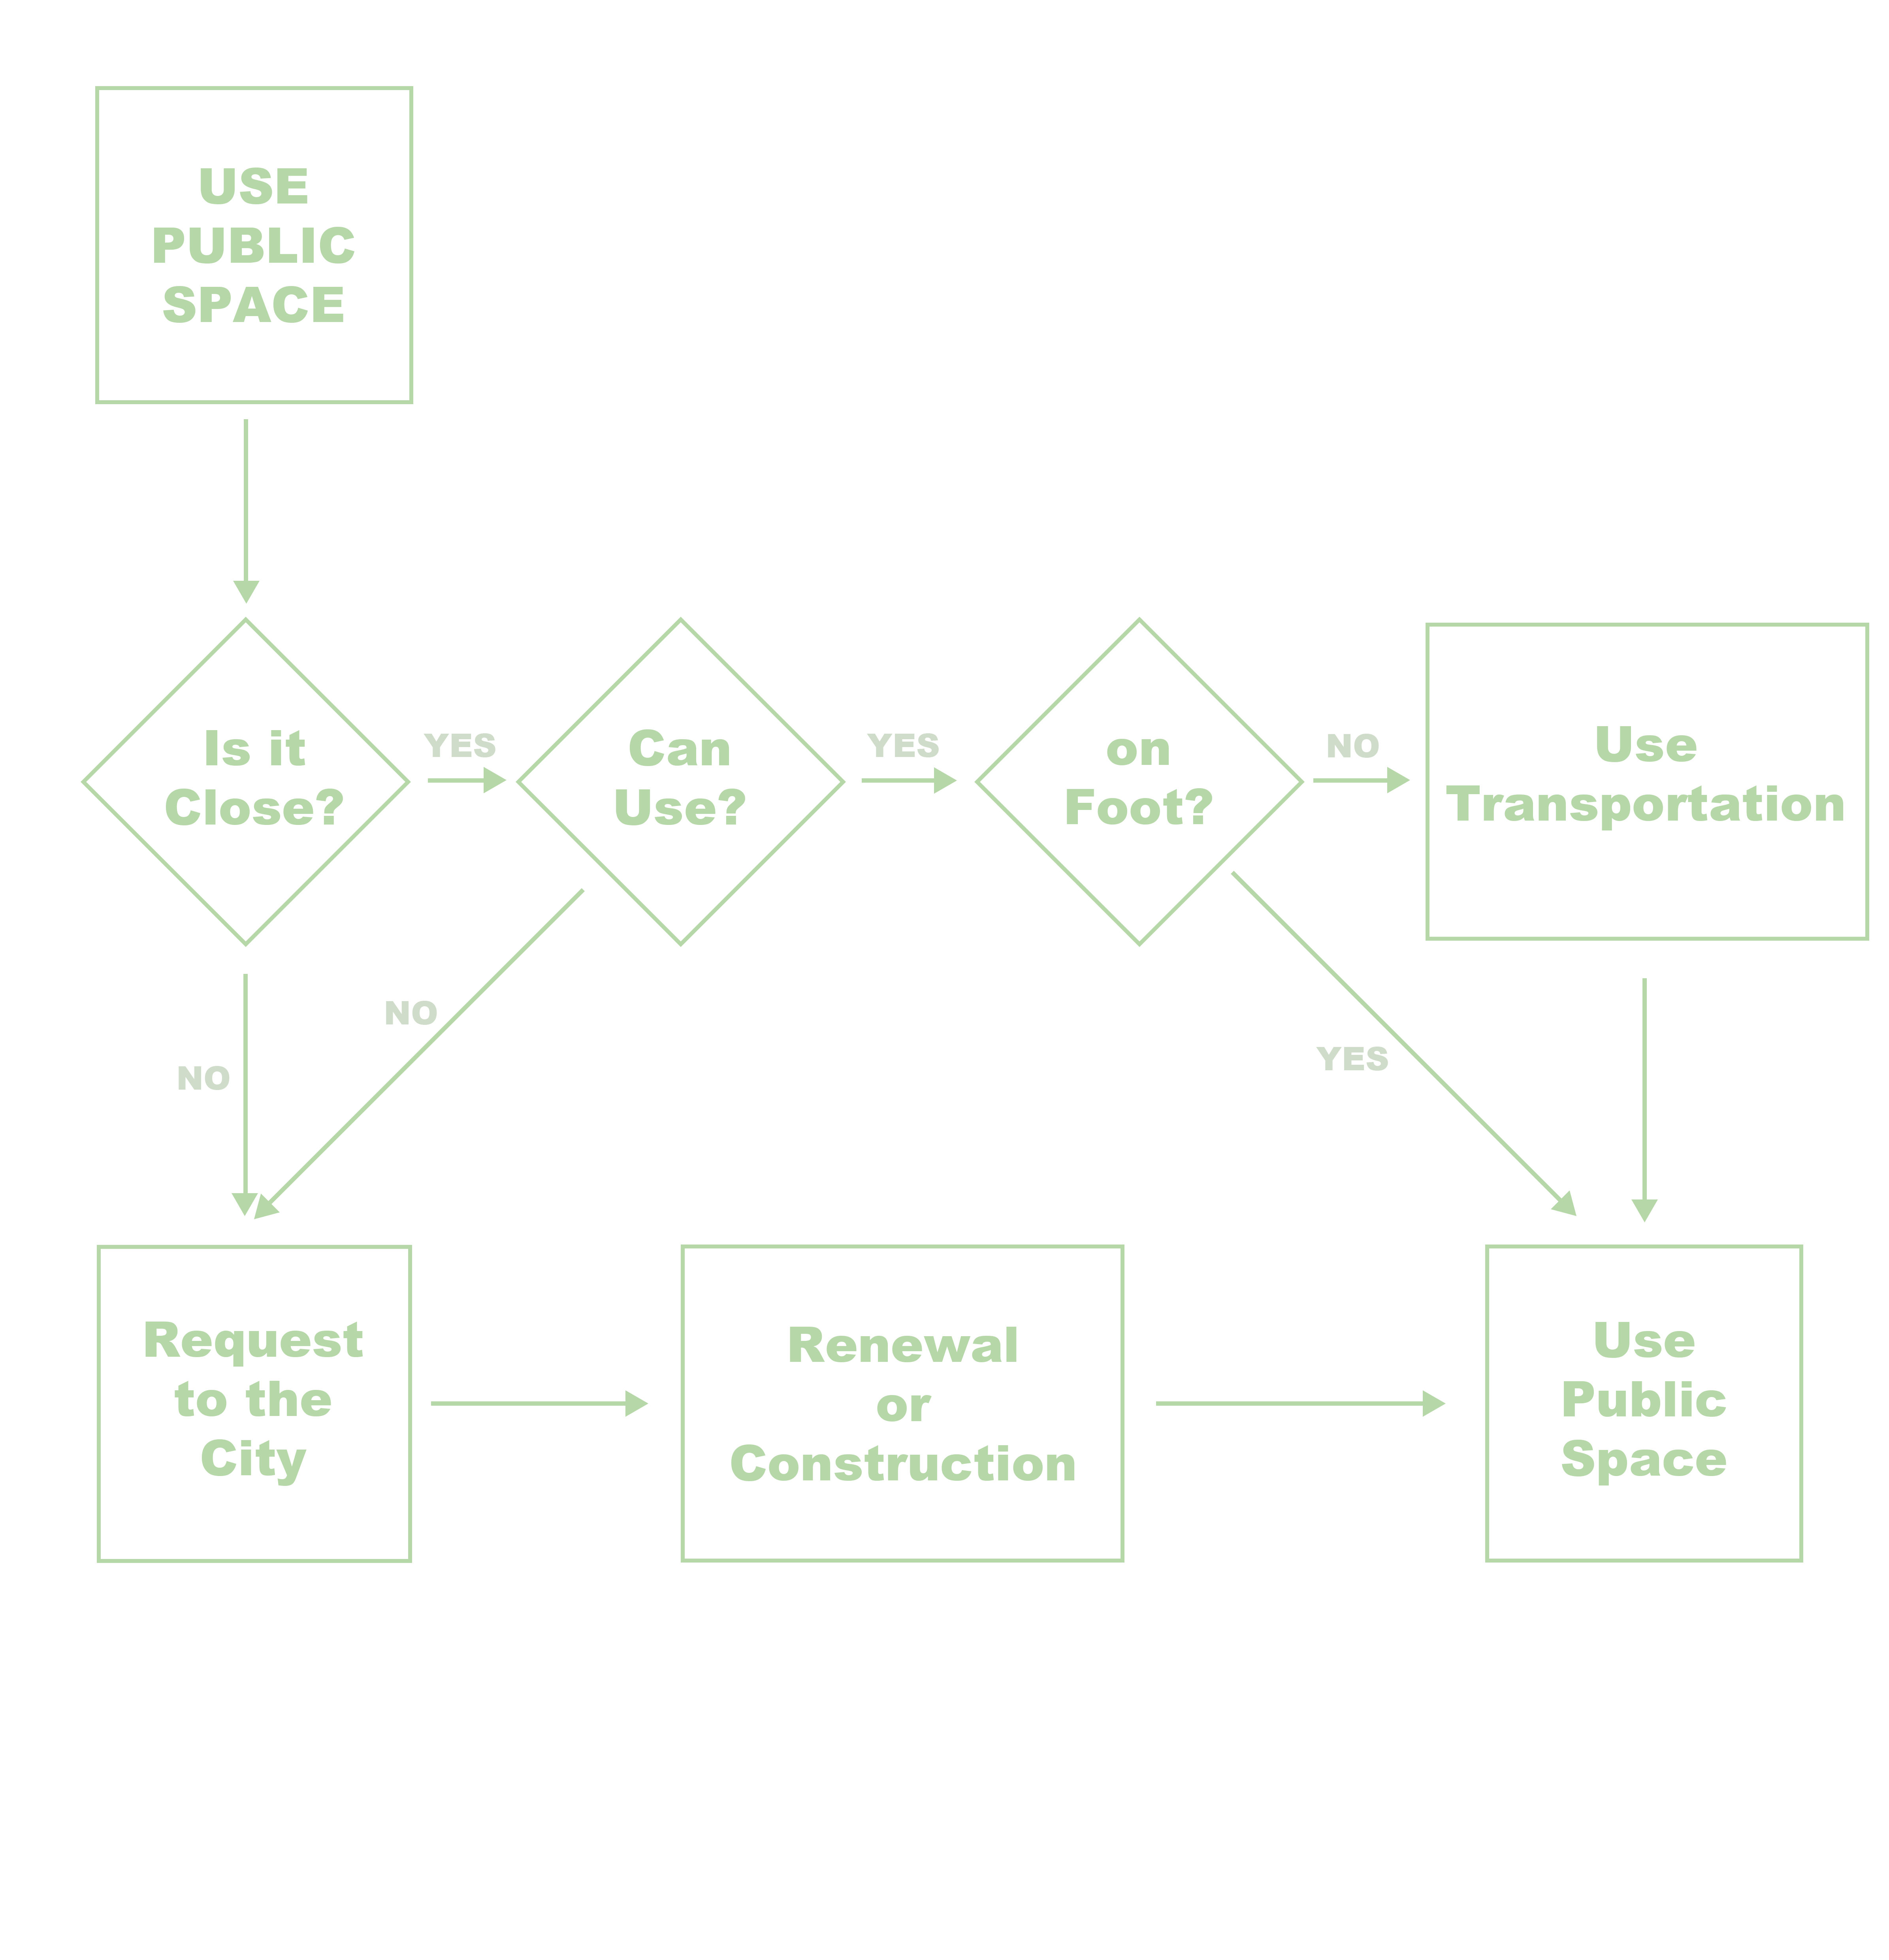 USE
PUBLIC
SPACE
Is it
Close?
YES
Can
Use?
YES
on
Foot?
NO
Use
Transportation
NO
NO
YES
Request
to the
City
Renewal
or
Construction
Use
Public
Space